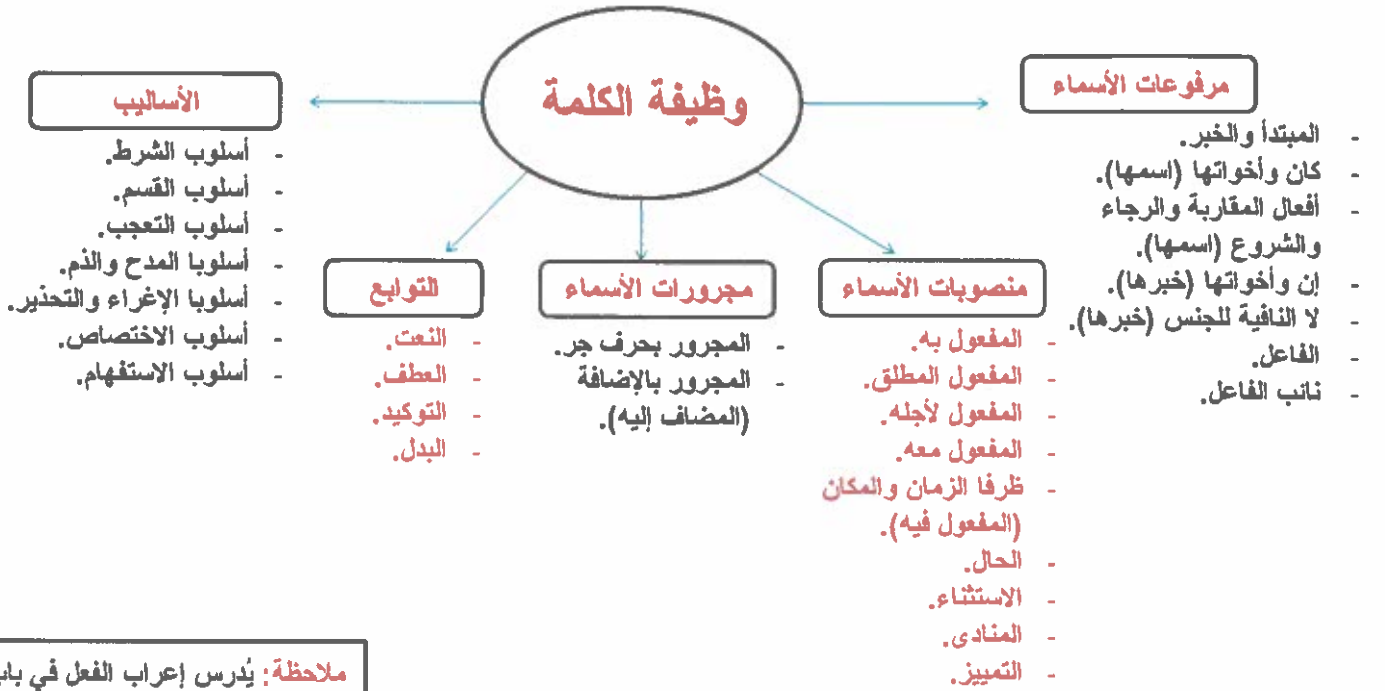 وظيفة الكلمة
مرفوعات الأسماء
- المبتدأ والخبر.
- كان وأخواتها (اسمها).
- أفعال المقاربة والرجاء
والشروع (اسمها).
- إن وأخواتها (خبرها).
- لا النافية للجنس (خبرها).
- الفاعل.
- نائب الفاعل.
منصوبات الأسماء
- المفعول به.
- المفعول المطلق.
- المفعول لأجله.
- المفعول معه.
- ظرفا الزمان والمكان
(المفعول فيه).
- الحال.
- الاستثناء.
- المنادى.
- التمييز.
مجرورات الأسماء
- المجرور بحرف جر.
- المجرور بالإضافة
(المضاف إليه).
التوابع
- النعت.
- العطف.
- التوكيد.
- البدل.
الأساليب
- أسلوب الشرط.
- أسلوب القسم.
- أسلوب التعجب.
- أسلوبا المدح والذم.
- أسلوبا الإغراء والتحذير.
- أسلوب الاختصاص.
- أسلوب الاستفهام.
ملاحظة: يُدرس إعراب الفعل في